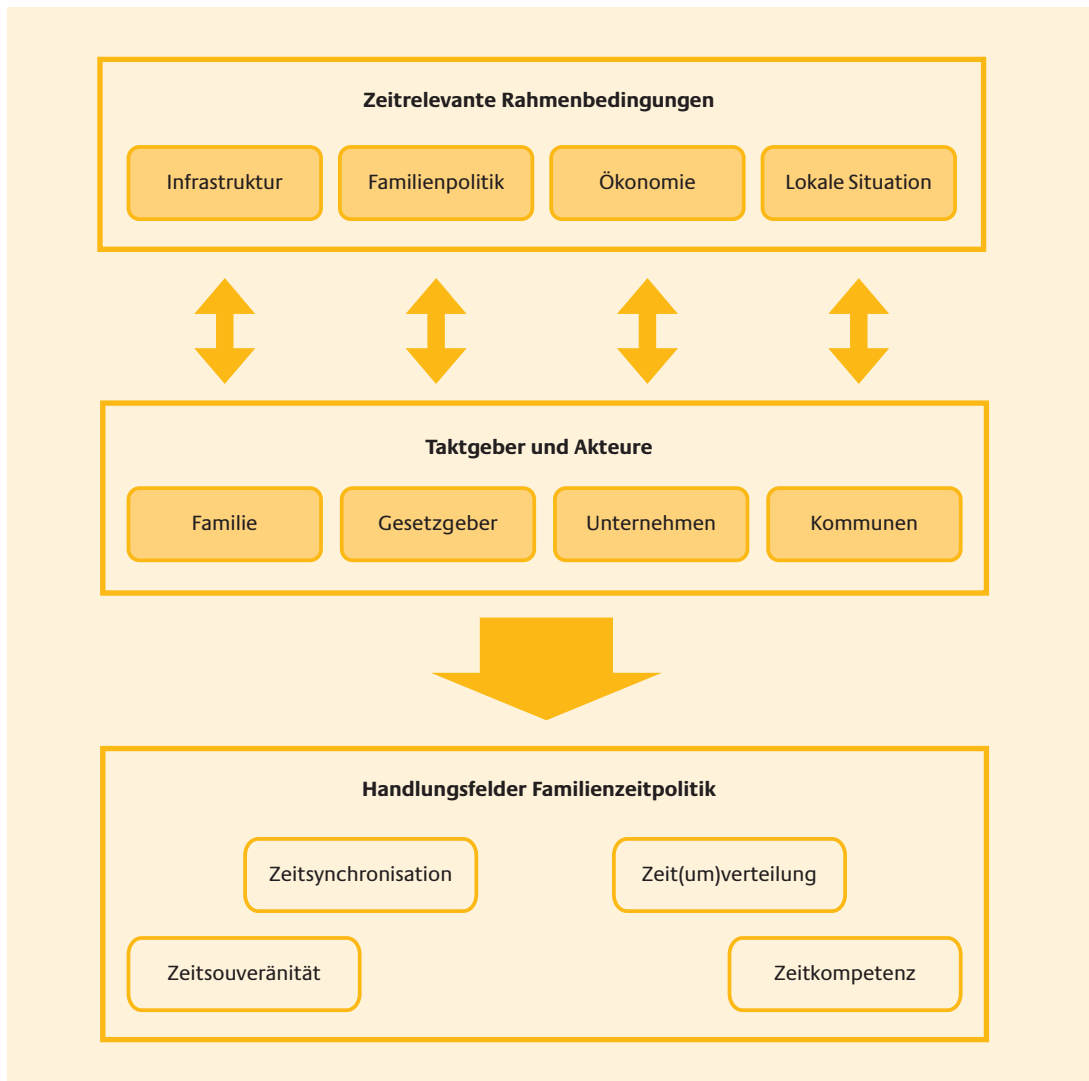 Zeitrelevante Rahmenbedingungen
Infrastruktur
Familienpolitik
Ökonomie
Lokale Situation
Taktgeber und Akteure
Familie
Gesetzgeber
Unternehmen
Kommunen
Handlungsfelder Familienzeitpolitik
Zeitsynchronisation
Zeit(um)verteilung
Zeitsouveränität
Zeitkompetenz